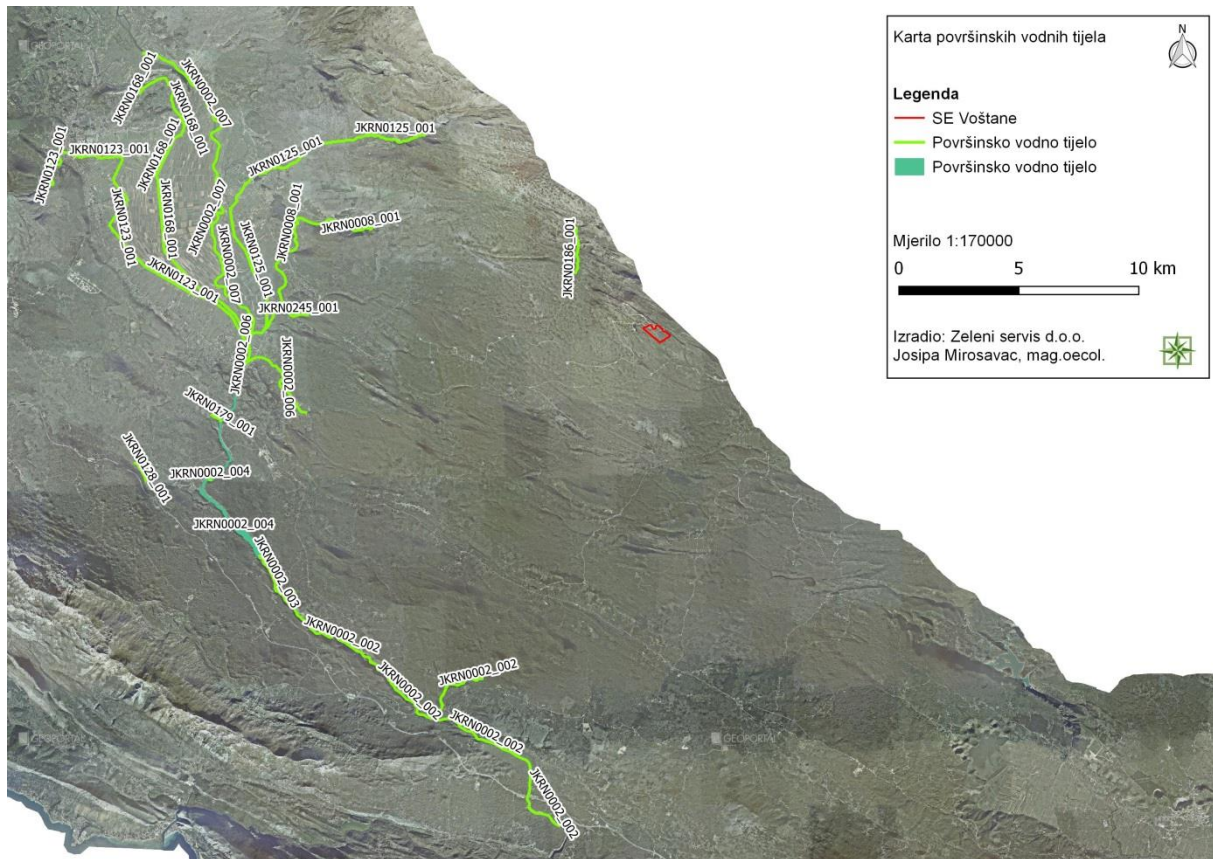 GEOPORTAL
Karta površinskih vodnih tijela
N
Legenda
SE Voštane
Površinsko vodno tijelo
Površinsko vodno tijelo
Mjerilo 1:170000
0 5 10 km
Izradio: Zeleni servis d.o.o.
Josipa Mirosavac, mag.oecol.
JKRN0168_001
JKRN0002_007
JKRN0168_001
JKRN0125_001
JKRN0123_001
JKRN0123_001
JKRN0168_001
JKRN0125_001
JKRN0002_007
JKRN0008_001
JKRN0008_001
JKRN0123_001
JKRN0168_001
JKRN0002_007
JKRN0125_001
JKRN0186_001
JKRN0123_001
JKRN0245_001
JKRN0002_006
JKRN0002_006
JKRN0179_001
JKRN0128_001
JKRN0002_004
JKRN0002_004
JKRN0002_003
JKRN0002_002
JKRN0002_002
JKRN0002_002
JKRN0002_002
JKRN0002_002
GEOPORTAL
GEOPORTAL